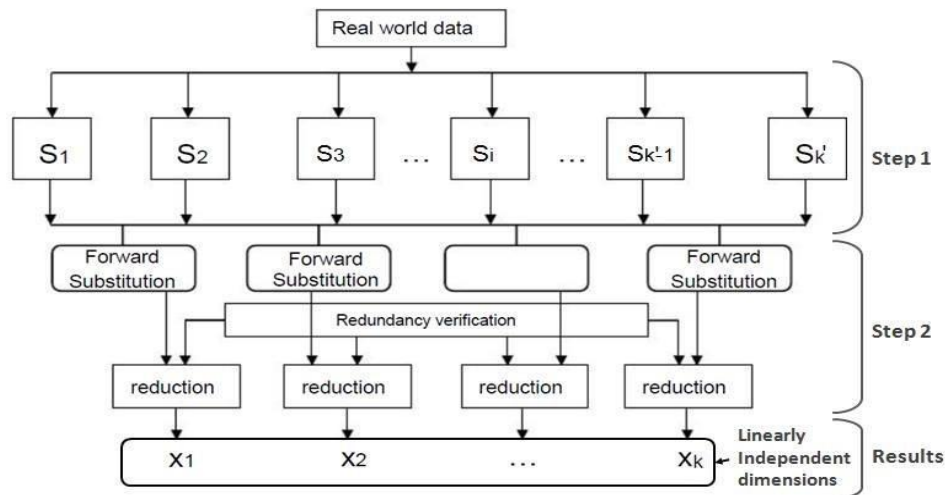 Real world data
S1 S2 S3 ... Si ... Sk'-1 Sk'
Step 1
Forward Substitution
Forward Substitution
Forward Substitution
Redundancy verification
Step 2
reduction reduction reduction reduction
x1 x2 ... xk
Linearly
Independent
dimensions
Results